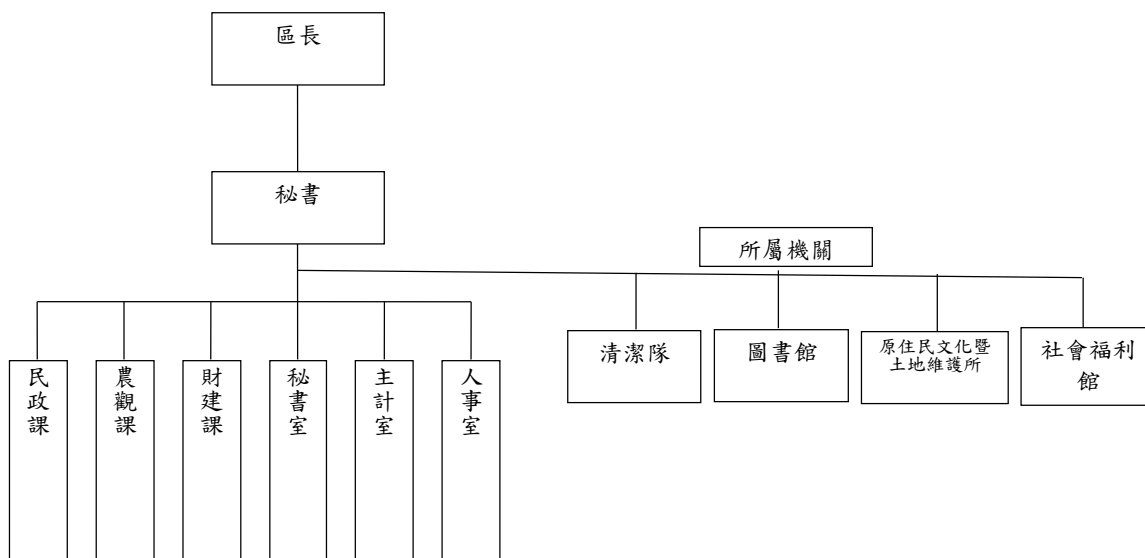 區長
秘書
所屬機關
清潔隊
圖書館
原住民文化暨
土地維護所
社會福利
館
民政課
農觀課
財建課
秘書室
主計室
人事室